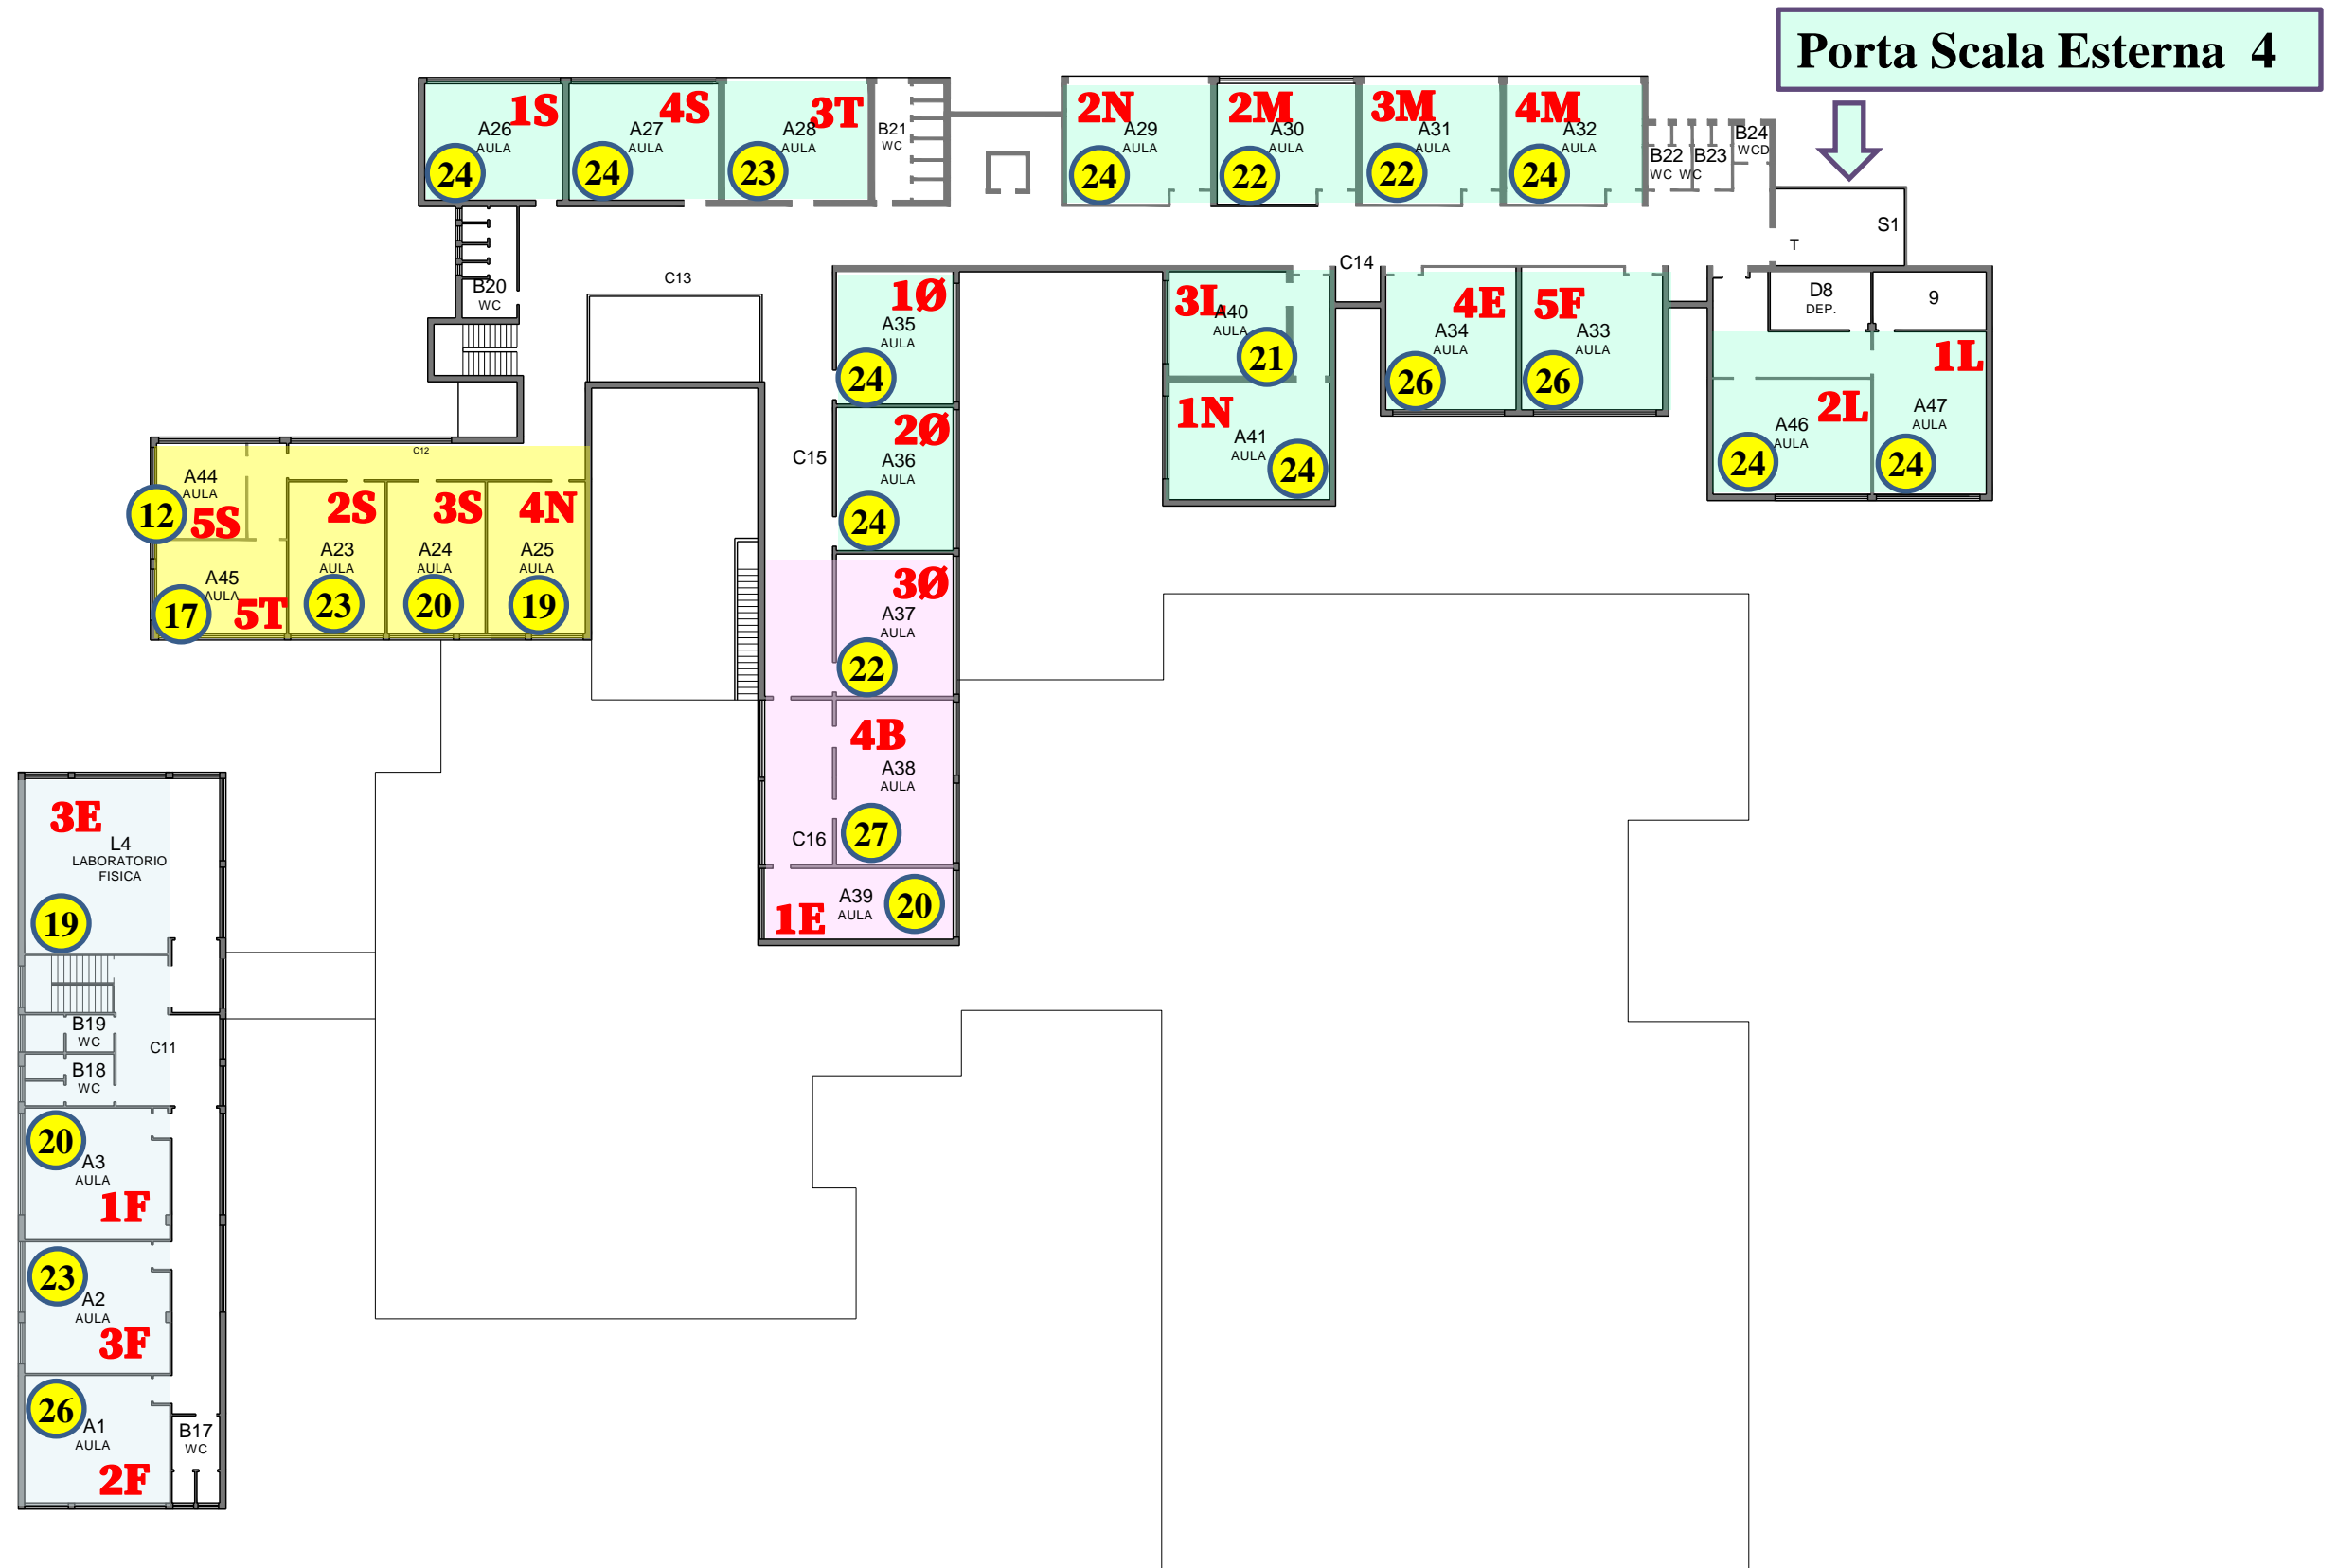 Porta Scala Esterna 4
1S
A26
AULA
24
4S
A27
AULA
24
3T
A28
AULA
23
B21
WC
2N
A29
AULA
24
2M
A30
AULA
22
3M
A31
AULA
22
4M
A32
AULA
24
B22
WC
B23
WC
B24
WCD
S1
T
B20
WC
C13
1Ø
A35
AULA
24
3L
A40
AULA
21
C14
4E
A34
AULA
26
5F
A33
AULA
26
D8
DEP.
9
1L
A47
AULA
24
2L
A46
AULA
24
1N
A41
AULA
24
2Ø
A36
AULA
24
C15
C12
A44
AULA
12
5S
2S
A23
AULA
23
3S
A24
AULA
20
4N
A25
AULA
19
A45
AULA
17
5T
3Ø
A37
AULA
22
4B
A38
AULA
27
C16
A39
AULA
20
1E
3E
L4
LABORATORIO
FISICA
19
B19
WC
C11
B18
WC
20
A3
AULA
1F
23
A2
AULA
3F
26
A1
AULA
2F
B17
WC